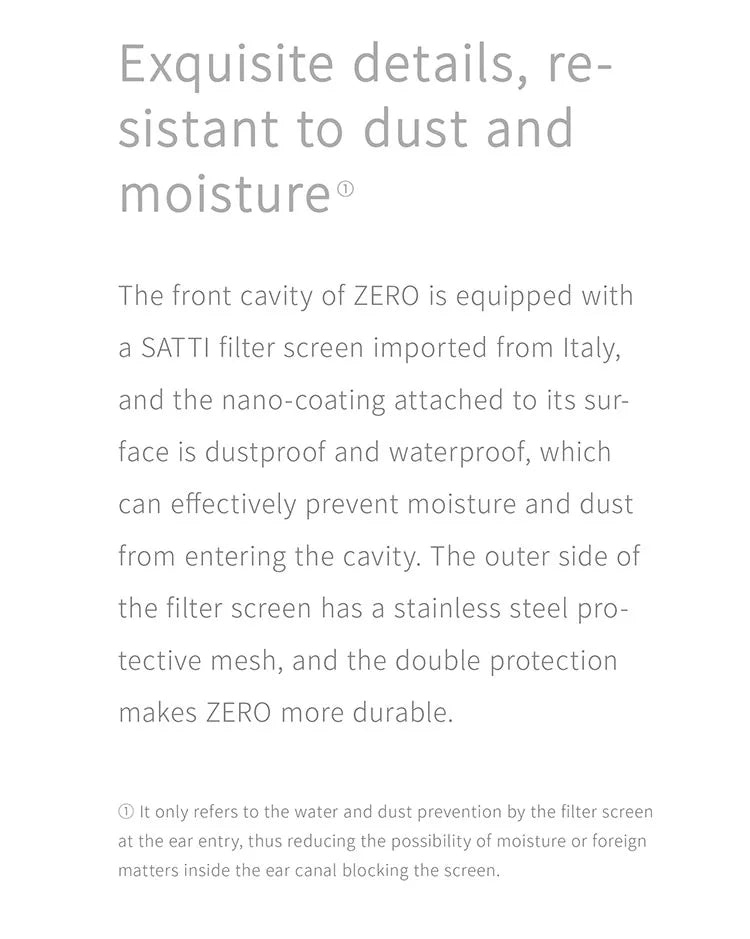 Exquisite details, re-
sistant to dust and
moisture①
The front cavity of ZERO is equipped with
a SATTI filter screen imported from Italy,
and the nano-coating attached to its sur-
face is dustproof and waterproof, which
can effectively prevent moisture and dust
from entering the cavity. The outer side of
the filter screen has a stainless steel pro-
tective mesh, and the double protection
makes ZERO more durable.
① It only refers to the water and dust prevention by the filter screen
at the ear entry, thus reducing the possibility of moisture or foreign
matters inside the ear canal blocking the screen.